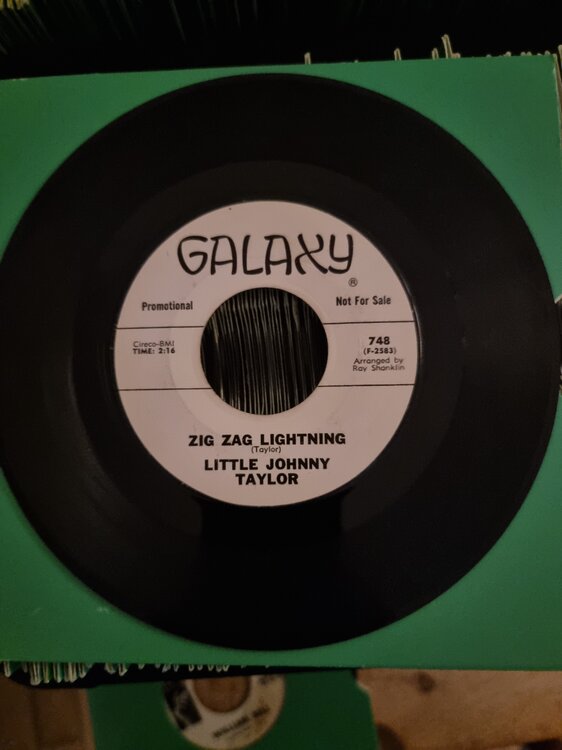 GALAXY
®
Promotional
Not For Sale
Cireco-BMI
TIME: 2:16
748
(F-2583)
Arranged by
Ray Shanklin
ZIG ZAG LIGHTNING
(Taylor)
LITTLE JOHNNY
TAYLOR